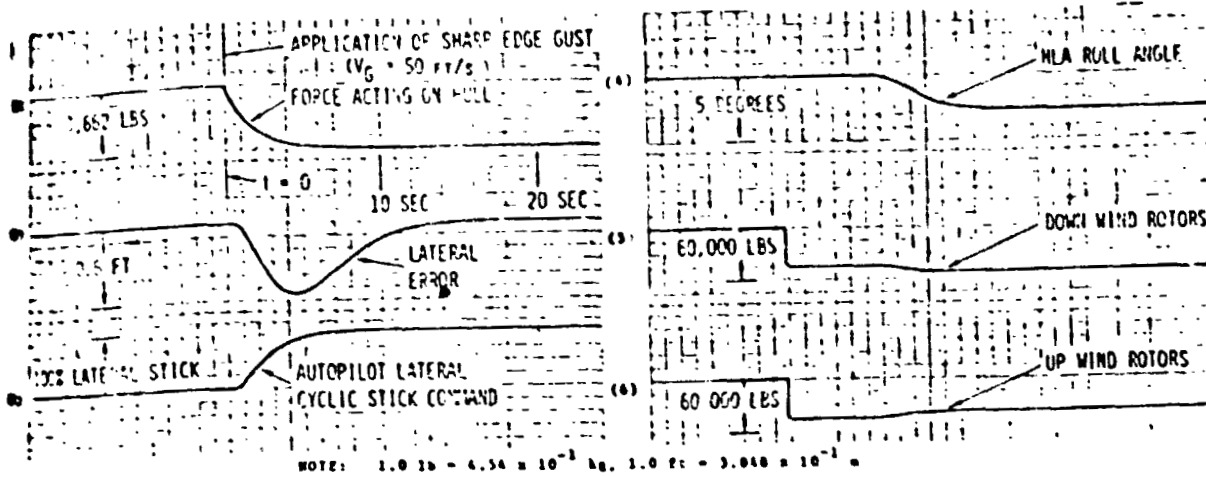 APPLICATION OF SHARP EDGE GUST
(V_G = 50 FT/s)
FORCE ACTING ON HULL
,662 LBS
t = 0
10 SEC
20 SEC
FT
LATERAL
ERROR
LATERAL STICK
AUTOPILOT LATERAL
CYCLIC STICK COMMAND
HLA ROLL ANGLE
5 DEGREES
(5)
60,000 LBS
DOWN WIND ROTORS
(6)
60 000 LBS
UP WIND ROTORS
NOTE: 1.0 lb = 4.54 x 10⁻¹ kg, 1.0 ft = 3.048 x 10⁻¹ m